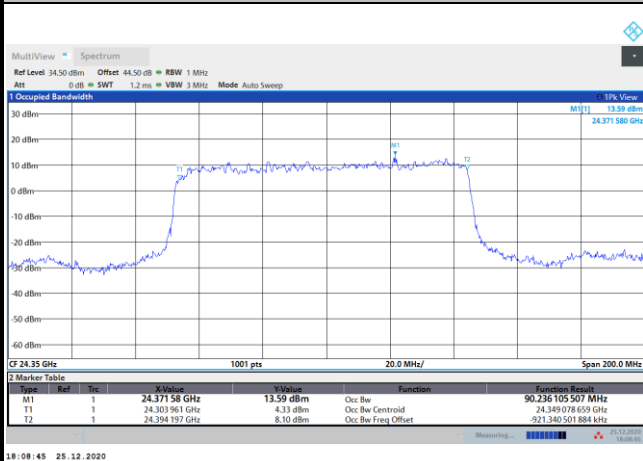 MultiView Spectrum
Ref Level 34.50 dBm Offset 44.50 dB RBW 1 MHz
Att 0 dB SWT 1.2 ms VBW 3 MHz Mode Auto Sweep
1 Occupied Bandwidth 1Pk View
M1[1] 13.59 dBm
24.371 580 GHz
30 dBm
20 dBm
M1
T1 T2
10 dBm
0 dBm
-10 dBm
-20 dBm
-30 dBm
-40 dBm
-50 dBm
-60 dBm
CF 24.35 GHz 1001 pts 20.0 MHz/ Span 200.0 MHz
2 Marker Table
Type Ref Trc X-Value Y-Value Function Function Result
M1 1 24.371 58 GHz 13.59 dBm Occ Bw 90.236 105 507 MHz
T1 1 24.303 961 GHz 4.33 dBm Occ Bw Centroid 24.349 078 659 GHz
T2 1 24.394 197 GHz 8.10 dBm Occ Bw Freq Offset -921.340 501 884 kHz
Measuring... 25.12.2020
18:08:45
18:08:45 25.12.2020